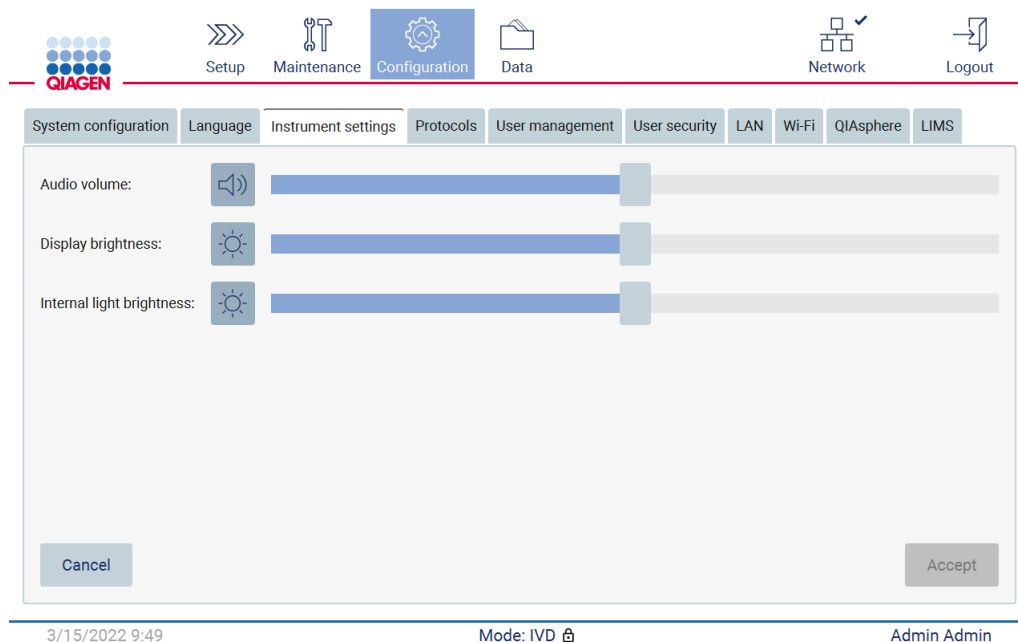 QIAGEN
Setup Maintenance Configuration Data Network Logout
System configuration Language Instrument settings Protocols User management User security LAN Wi-Fi QIAsphere LIMS
Audio volume:
Display brightness:
Internal light brightness:
Cancel Accept
3/15/2022 9:49 Mode: IVD Admin Admin